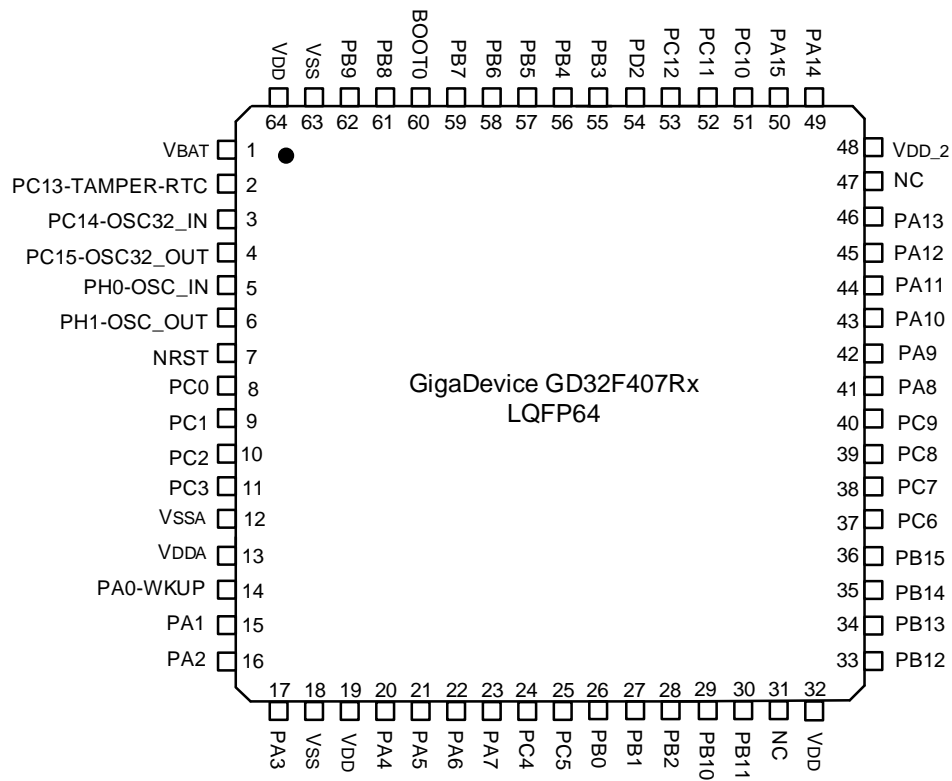 VDD
VSS
PB9
PB8
BOOT0
PB7
PB6
PB5
PB4
PB3
PD2
PC12
PC11
PC10
PA15
PA14
64 63 62 61 60 59 58 57 56 55 54 53 52 51 50 49
VBAT 1
48 VDD_2
PC13-TAMPER-RTC 2
47 NC
PC14-OSC32_IN 3
46 PA13
PC15-OSC32_OUT 4
45 PA12
PH0-OSC_IN 5
44 PA11
PH1-OSC_OUT 6
43 PA10
NRST 7
42 PA9
PC0 8
41 PA8
GigaDevice GD32F407Rx
LQFP64
PC1 9
40 PC9
PC2 10
39 PC8
PC3 11
38 PC7
VSSA 12
37 PC6
VDDA 13
36 PB15
PA0-WKUP 14
35 PB14
PA1 15
34 PB13
PA2 16
33 PB12
17 18 19 20 21 22 23 24 25 26 27 28 29 30 31 32
PA3
VSS
VDD
PA4
PA5
PA6
PA7
PC4
PC5
PB0
PB1
PB2
PB10
PB11
NC
VDD